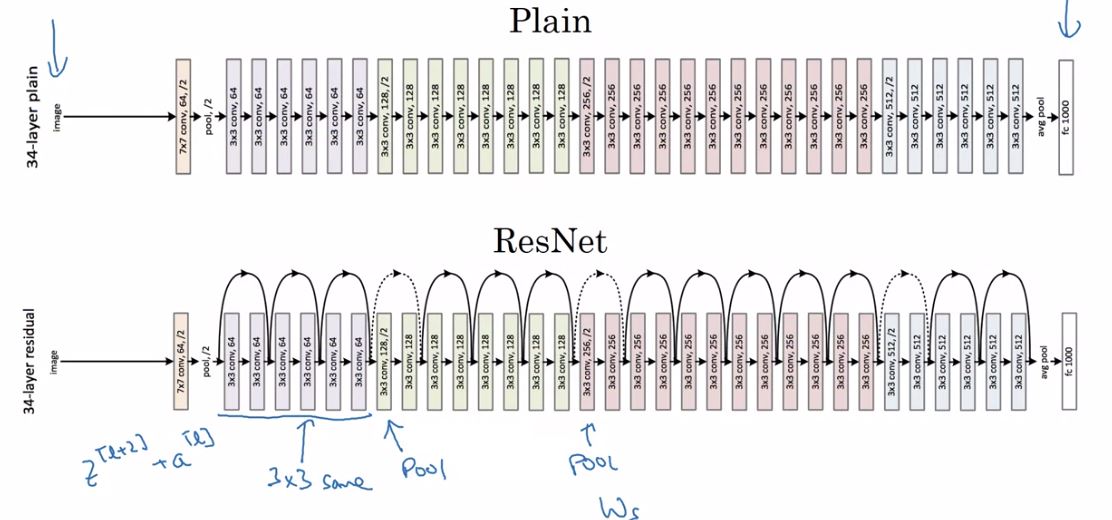 Plain
34-layer plain
image
7x7 conv, 64, /2
pool, /2
3x3 conv, 64
3x3 conv, 64
3x3 conv, 64
3x3 conv, 64
3x3 conv, 64
3x3 conv, 64
3x3 conv, 128, /2
3x3 conv, 128
3x3 conv, 128
3x3 conv, 128
3x3 conv, 128
3x3 conv, 128
3x3 conv, 128
3x3 conv, 128
3x3 conv, 256, /2
3x3 conv, 256
3x3 conv, 256
3x3 conv, 256
3x3 conv, 256
3x3 conv, 256
3x3 conv, 256
3x3 conv, 256
3x3 conv, 256
3x3 conv, 256
3x3 conv, 256
3x3 conv, 256
3x3 conv, 512, /2
3x3 conv, 512
3x3 conv, 512
3x3 conv, 512
3x3 conv, 512
3x3 conv, 512
avg pool
fc 1000
ResNet
34-layer residual
image
7x7 conv, 64, /2
pool, /2
3x3 conv, 64
3x3 conv, 64
3x3 conv, 64
3x3 conv, 64
3x3 conv, 64
3x3 conv, 64
3x3 conv, 128, /2
3x3 conv, 128
3x3 conv, 128
3x3 conv, 128
3x3 conv, 128
3x3 conv, 128
3x3 conv, 128
3x3 conv, 128
3x3 conv, 256, /2
3x3 conv, 256
3x3 conv, 256
3x3 conv, 256
3x3 conv, 256
3x3 conv, 256
3x3 conv, 256
3x3 conv, 256
3x3 conv, 256
3x3 conv, 256
3x3 conv, 256
3x3 conv, 256
3x3 conv, 512, /2
3x3 conv, 512
3x3 conv, 512
3x3 conv, 512
3x3 conv, 512
3x3 conv, 512
avg pool
fc 1000
z^[l+2] + a^[l]
3x3 same
Pool
Pool
Ws